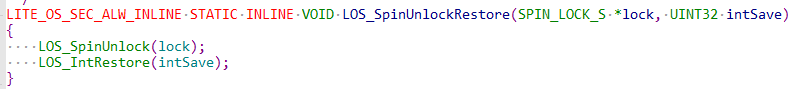 LITE_OS_SEC_ALW_INLINE STATIC INLINE VOID LOS_SpinUnlockRestore(SPIN_LOCK_S *lock, UINT32 intSave)
{
    LOS_SpinUnlock(lock);
    LOS_IntRestore(intSave);
}